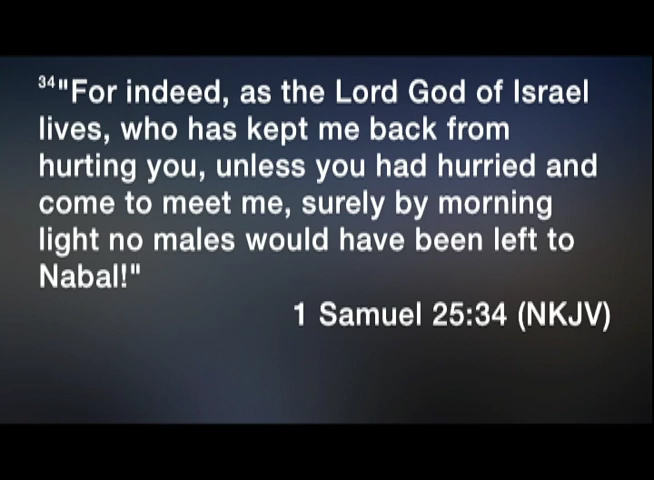 34"For indeed, as the Lord God of Israel
lives, who has kept me back from
hurting you, unless you had hurried and
come to meet me, surely by morning
light no males would have been left to
Nabal!"
1 Samuel 25:34 (NKJV)